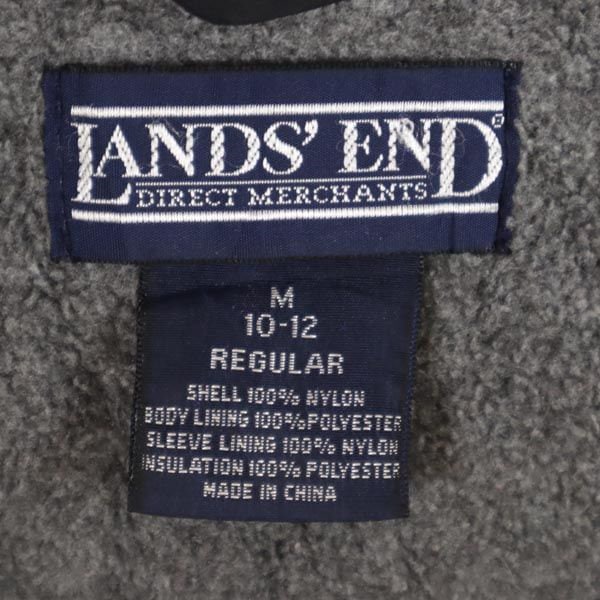 LANDS' END®
DIRECT MERCHANTS
M
10-12
REGULAR
SHELL 100% NYLON
BODY LINING 100% POLYESTER
SLEEVE LINING 100% NYLON
INSULATION 100% POLYESTER
MADE IN CHINA